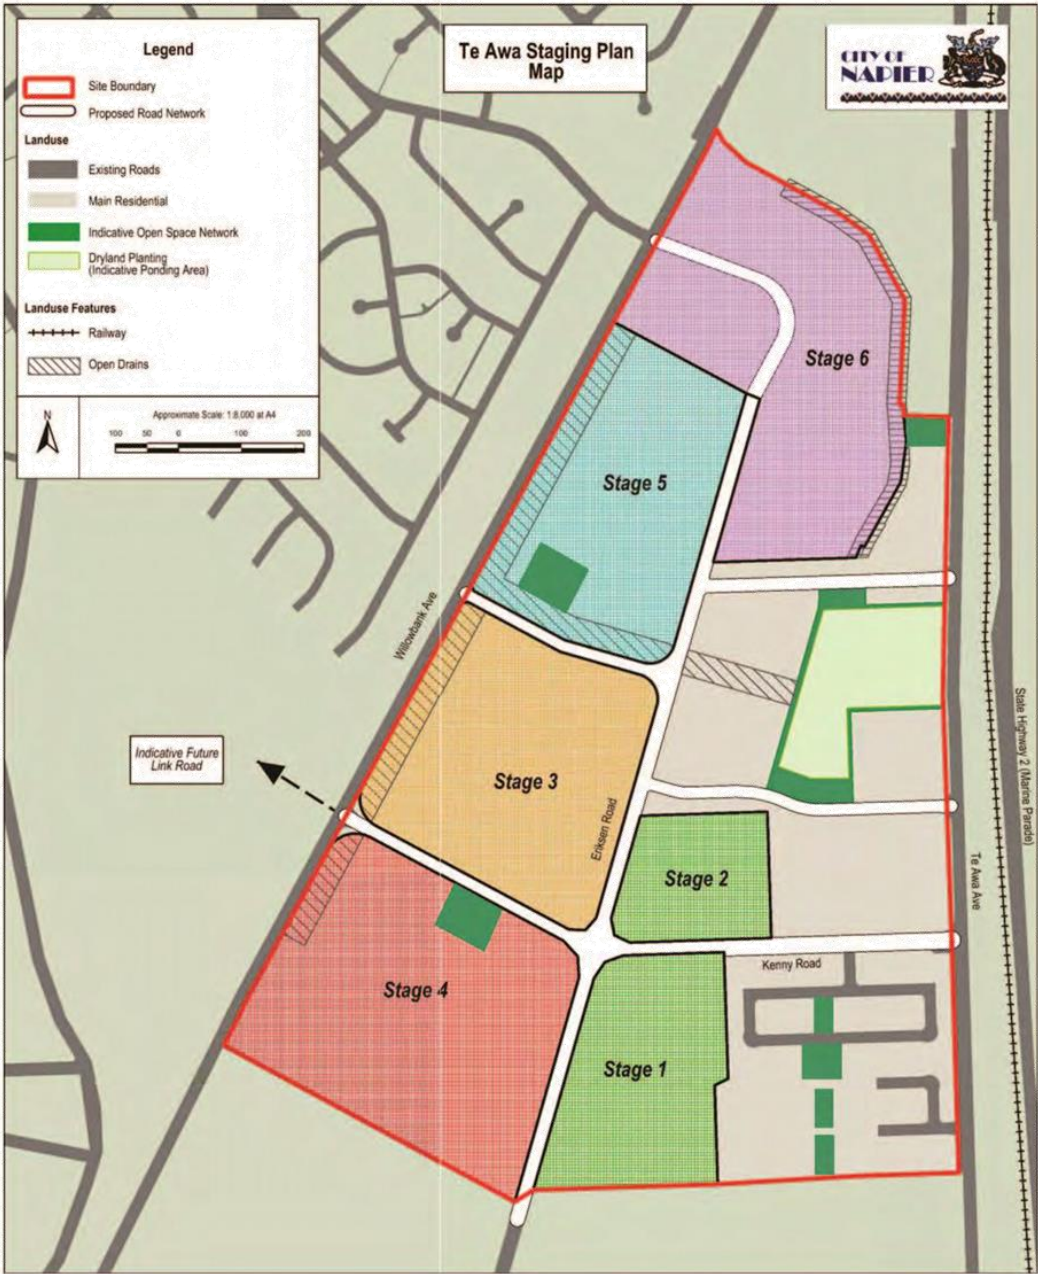 Legend
Site Boundary
Proposed Road Network
Landuse
Existing Roads
Main Residential
Indicative Open Space Network
Dryland Planting
(Indicative Ponding Area)
Landuse Features
Railway
Open Drains
N
Approximate Scale: 1:8,000 at A4
100 50 0 100 200
Te Awa Staging Plan
Map
CITY OF
NAPIER
Stage 6
Stage 5
Willowbank Ave
Indicative Future
Link Road
Stage 3
Eriksen Road
Stage 2
State Highway 2 (Marine Parade)
Te Awa Ave
Kenny Road
Stage 4
Stage 1